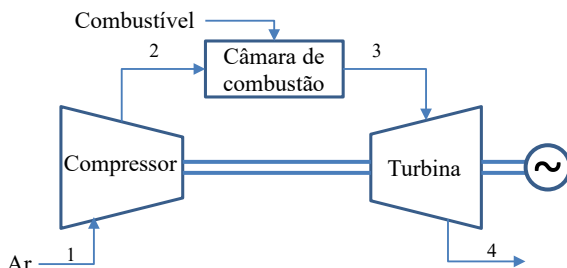 Combustível
2
Câmara de
combustão
3
Compressor
Turbina
~
Ar
1
4